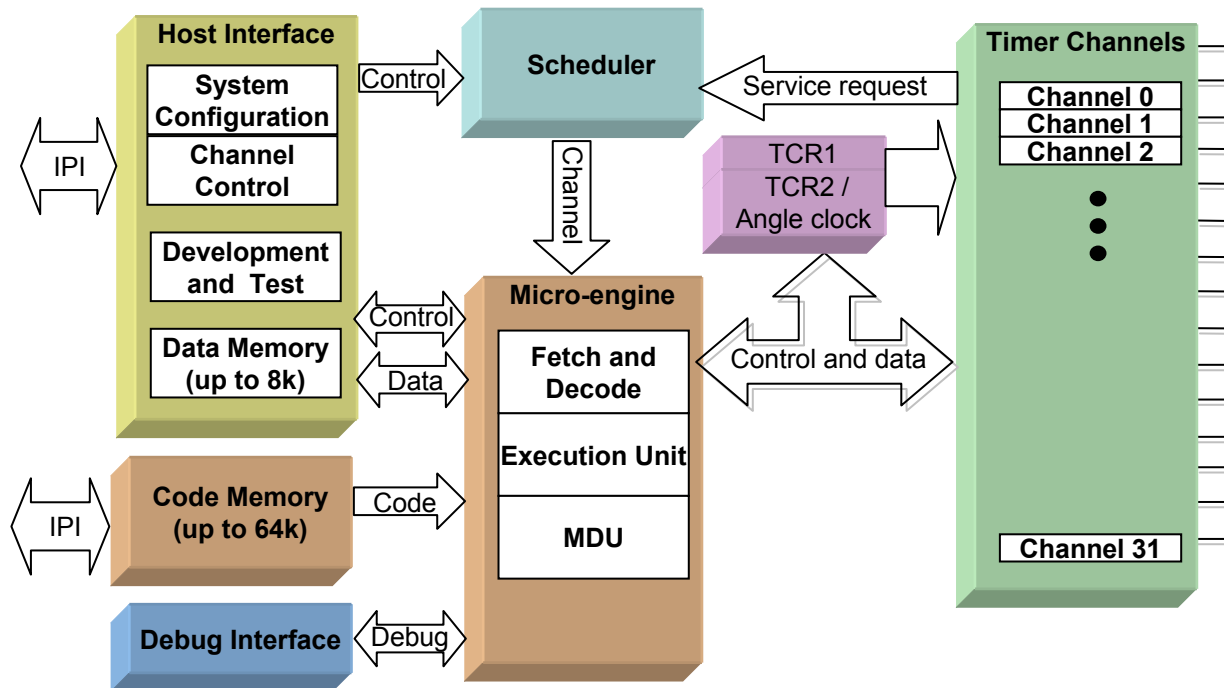 Host Interface
System
Configuration
Channel
Control
Development
and Test
Data Memory
(up to 8k)
IPI
Control
Scheduler
Service request
Timer Channels
Channel 0
Channel 1
Channel 2
Channel 31
TCR1
TCR2 /
Angle clock
Channel
Micro-engine
Fetch and
Decode
Execution Unit
MDU
Control
Data
Control and data
IPI
Code Memory
(up to 64k)
Code
Debug Interface
Debug